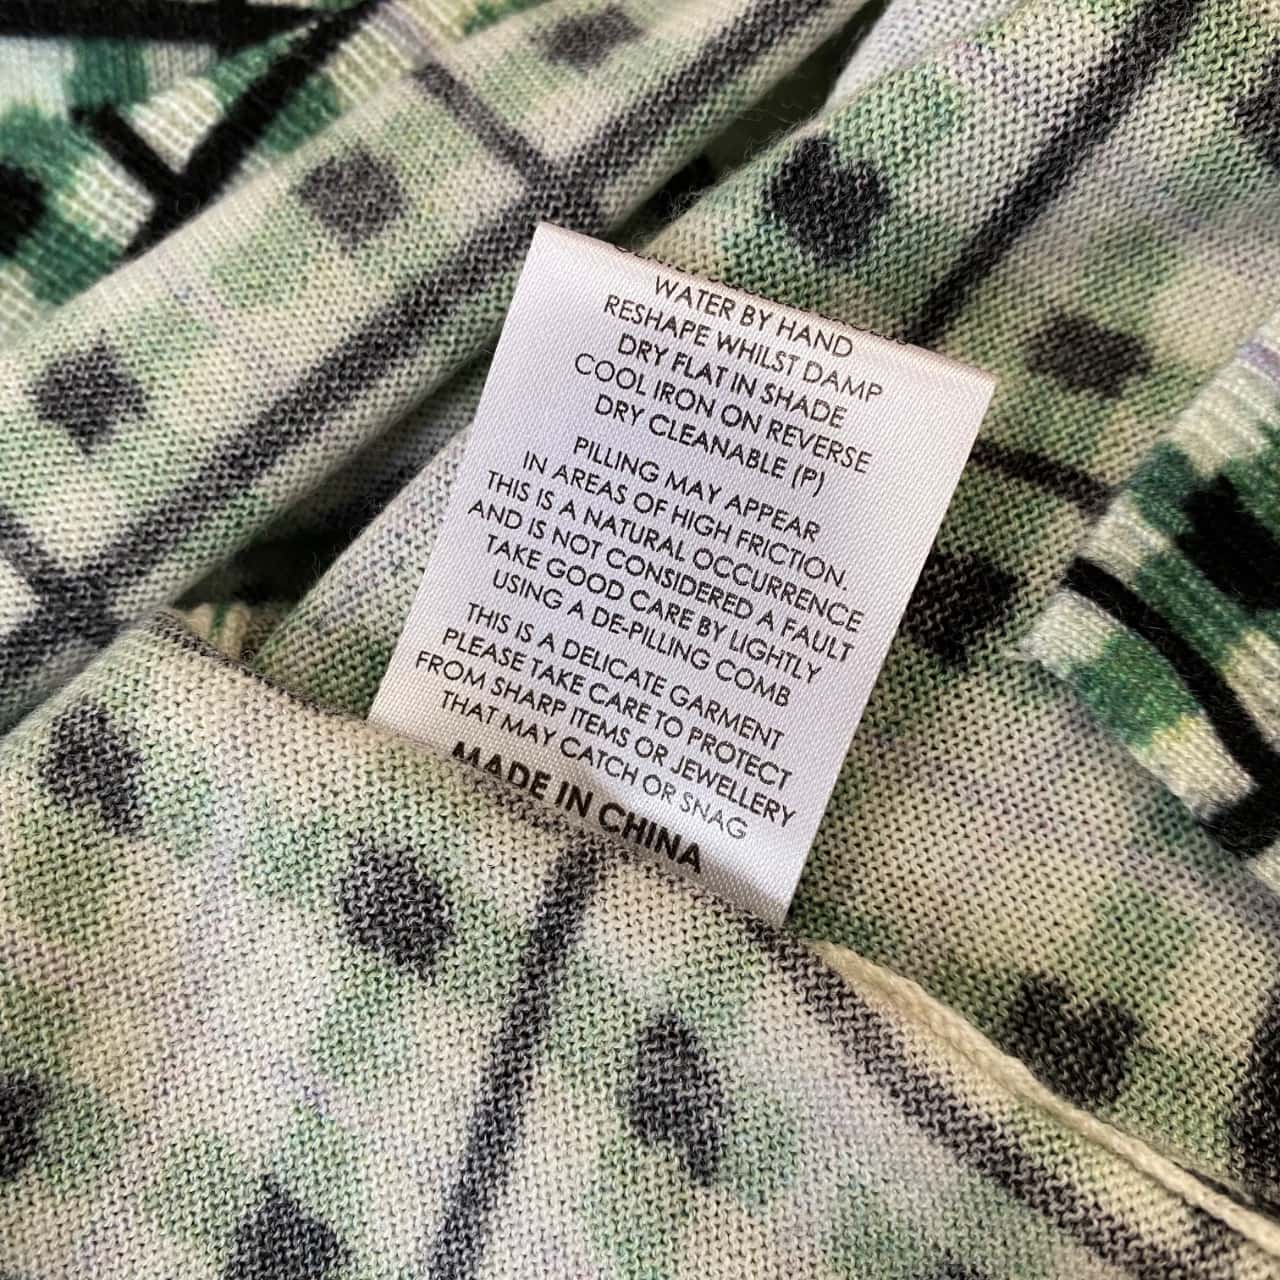 WATER BY HAND
RESHAPE WHILST DAMP
DRY FLAT IN SHADE
COOL IRON ON REVERSE
DRY CLEANABLE (P)
PILLING MAY APPEAR
IN AREAS OF HIGH FRICTION.
THIS IS A NATURAL OCCURRENCE
AND IS NOT CONSIDERED A FAULT
TAKE GOOD CARE BY LIGHTLY
USING A DE-PILLING COMB
THIS IS A DELICATE GARMENT
PLEASE TAKE CARE TO PROTECT
FROM SHARP ITEMS OR JEWELLERY
THAT MAY CATCH OR SNAG
MADE IN CHINA